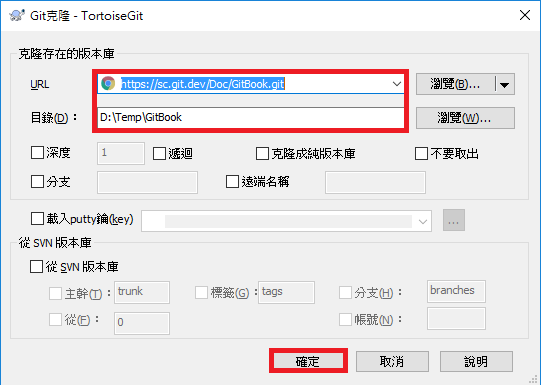 Git克隆 - TortoiseGit
克隆存在的版本庫
URL https://sc.git.dev/Doc/GitBook.git 瀏覽(B)...
目錄(D)： D:\Temp\GitBook 瀏覽(W)...
深度 1 遞迴 克隆成純版本庫 不要取出
分支 遠端名稱
載入putty鑰(key) ...
從 SVN 版本庫
從 SVN 版本庫
主幹(T)： trunk 標籤(G)： tags 分支(H)： branches
從(F)： 0 帳號(N)：
確定 取消 說明